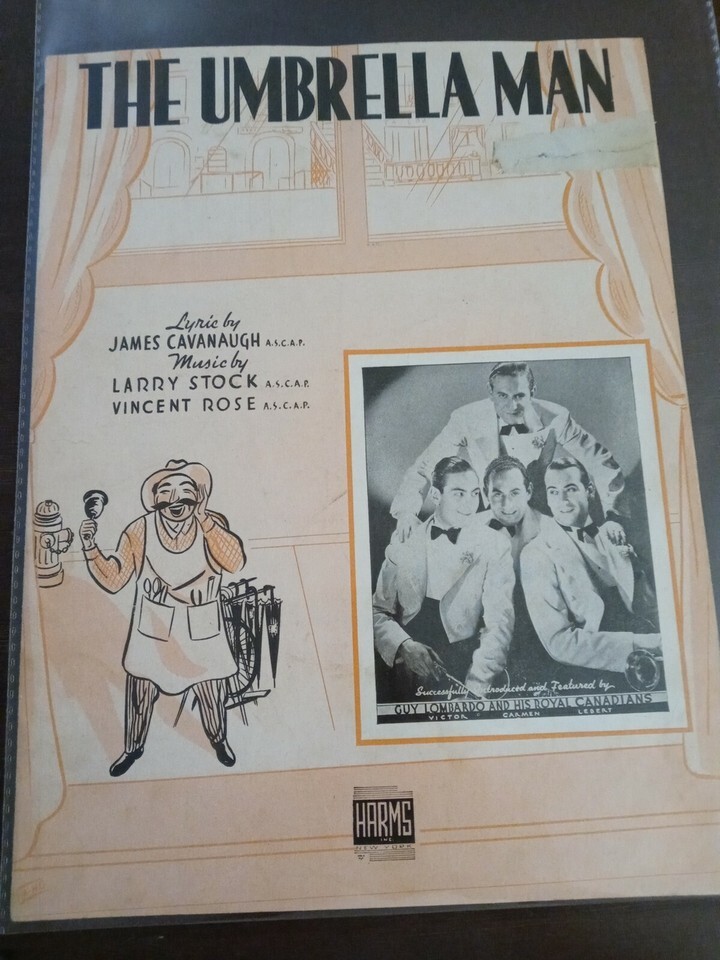 THE UMBRELLA MAN
Lyric by
JAMES CAVANAUGH A.S.C.A.P.
Music by
LARRY STOCK A.S.C.A.P.
VINCENT ROSE A.S.C.A.P.
Successfully Introduced and Featured by
GUY LOMBARDO AND HIS ROYAL CANADIANS
VICTOR CARMEN LEBERT
HARMS
INC.
NEW YORK